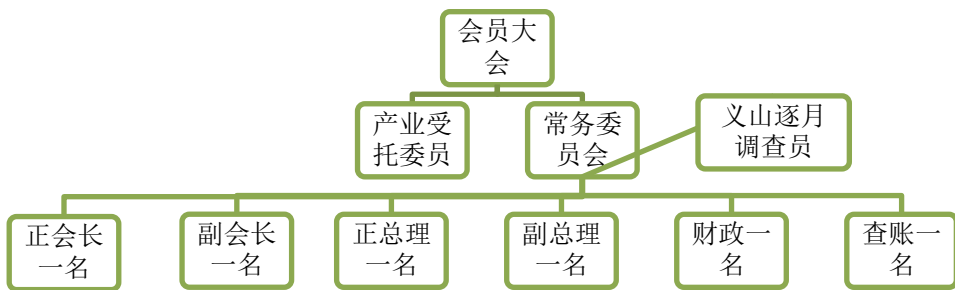 会员大
会
产业受
托委员
常务委
员会
义山逐月
调查员
正会长
一名
副会长
一名
正总理
一名
副总理
一名
财政一
名
查账一
名